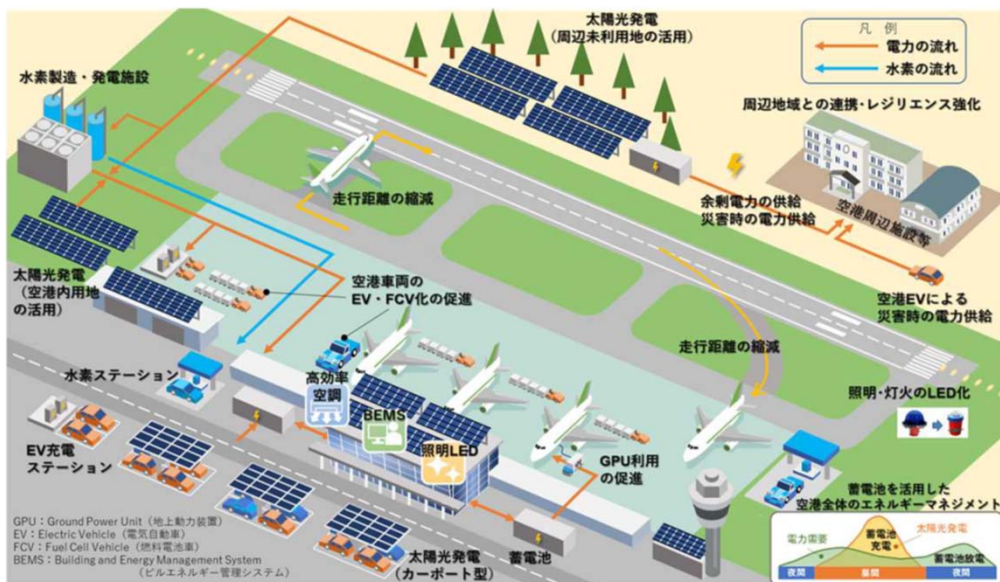 太陽光発電
(周辺未利用地の活用)
凡 例
電力の流れ
水素の流れ
水素製造・発電施設
周辺地域との連携・レジリエンス強化
走行距離の縮減
余剰電力の供給
災害時の電力供給
空港周辺施設等
太陽光発電
(空港内用地
の活用)
空港車両の
EV・FCV化の促進
空港EVによる
災害時の電力供給
走行距離の縮減
水素ステーション
高効率
空調
BEMS
照明LED
照明・灯火のLED化
EV充電
ステーション
GPU利用
の促進
蓄電池を活用した
空港全体のエネルギーマネジメント
GPU：Ground Power Unit（地上動力装置）
EV：Electric Vehicle（電気自動車）
FCV：Fuel Cell Vehicle（燃料電池車）
BEMS：Building and Energy Management System
（ビルエネルギー管理システム）
太陽光発電
(カーポート型)
蓄電池
電力需要
蓄電池
充電
太陽光発電
蓄電池放電
夜間
昼間
夜間